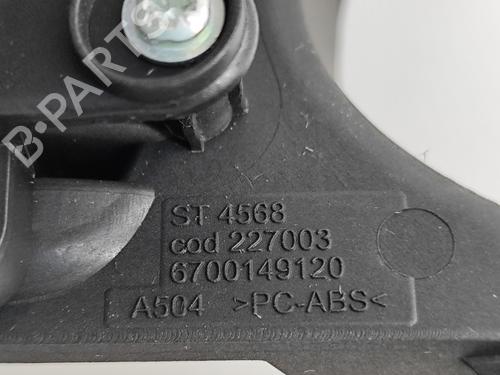 B-PARTS
ST 4568
cod 227003
6700149120
A504 >PC-ABS<